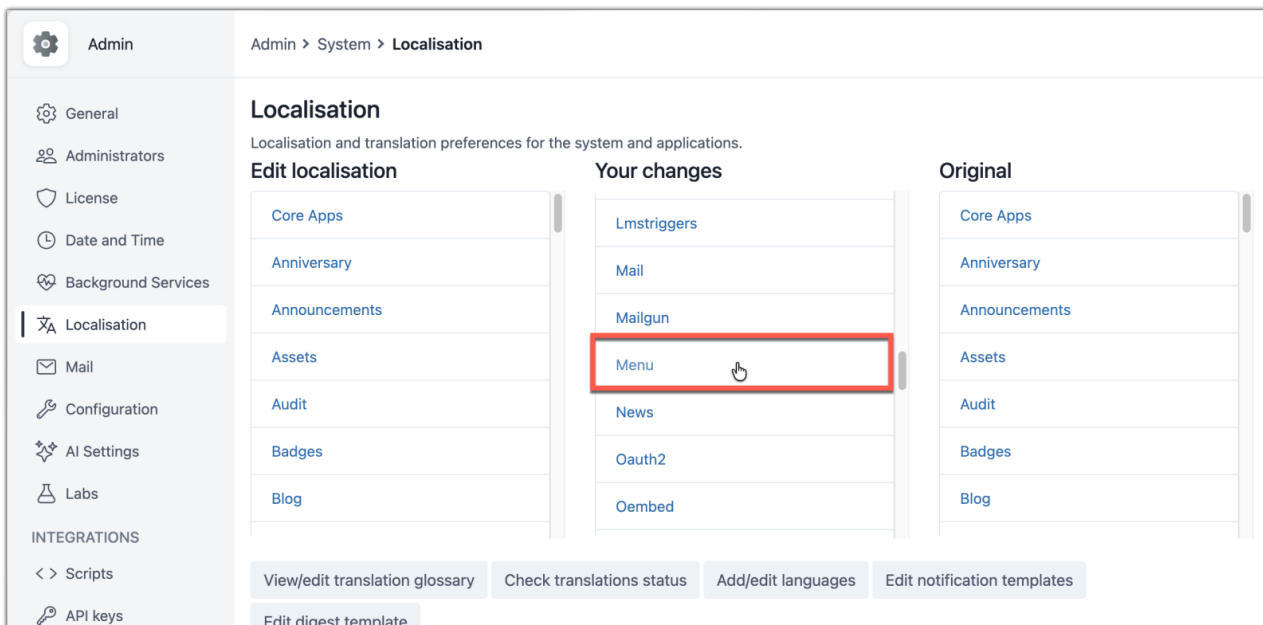 Admin
Admin > System > Localisation
General
Administrators
License
Date and Time
Background Services
Localisation
Mail
Configuration
AI Settings
Labs
INTEGRATIONS
Scripts
API keys
Localisation
Localisation and translation preferences for the system and applications.
Edit localisation
Core Apps
Anniversary
Announcements
Assets
Audit
Badges
Blog
Your changes
Lmstriggers
Mail
Mailgun
Menu
News
Oauth2
Oembed
Original
Core Apps
Anniversary
Announcements
Assets
Audit
Badges
Blog
View/edit translation glossary
Check translations status
Add/edit languages
Edit notification templates
Edit digest template